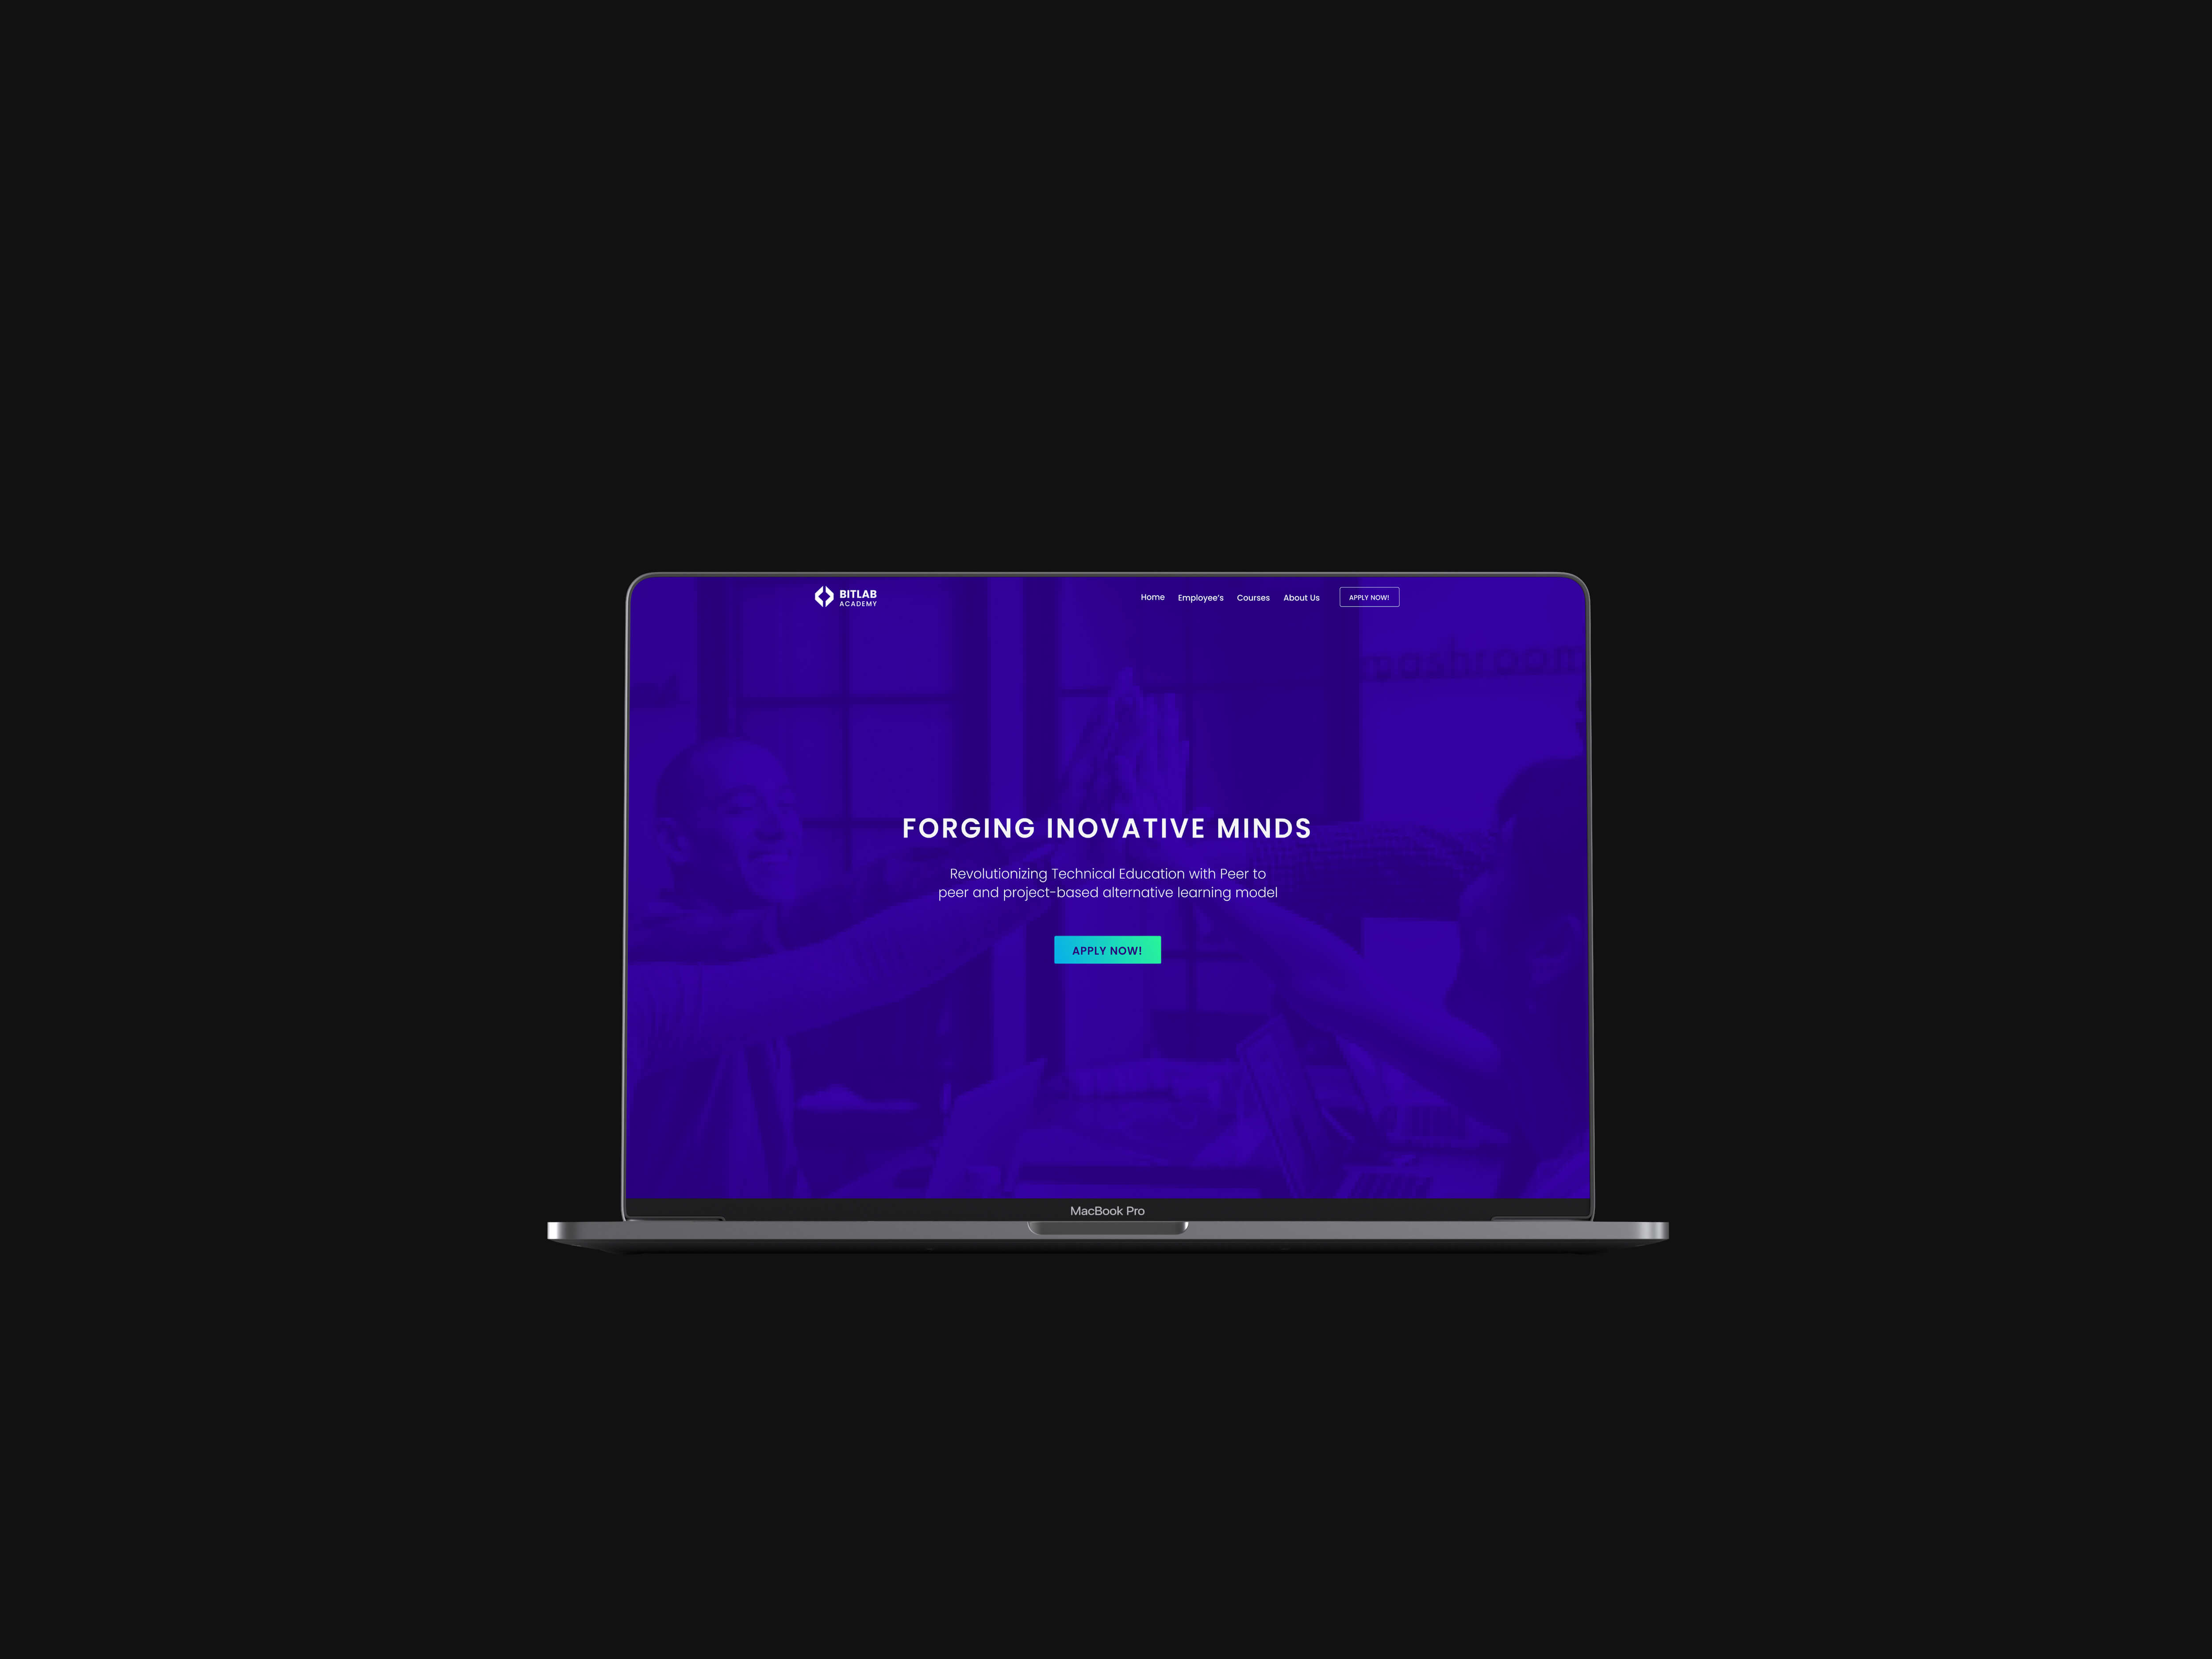 BITLAB
ACADEMY
Home Employee's Courses About Us APPLY NOW!
mashroom
FORGING INOVATIVE MINDS
Revolutionizing Technical Education with Peer to
peer and project-based alternative learning model
APPLY NOW!
MacBook Pro